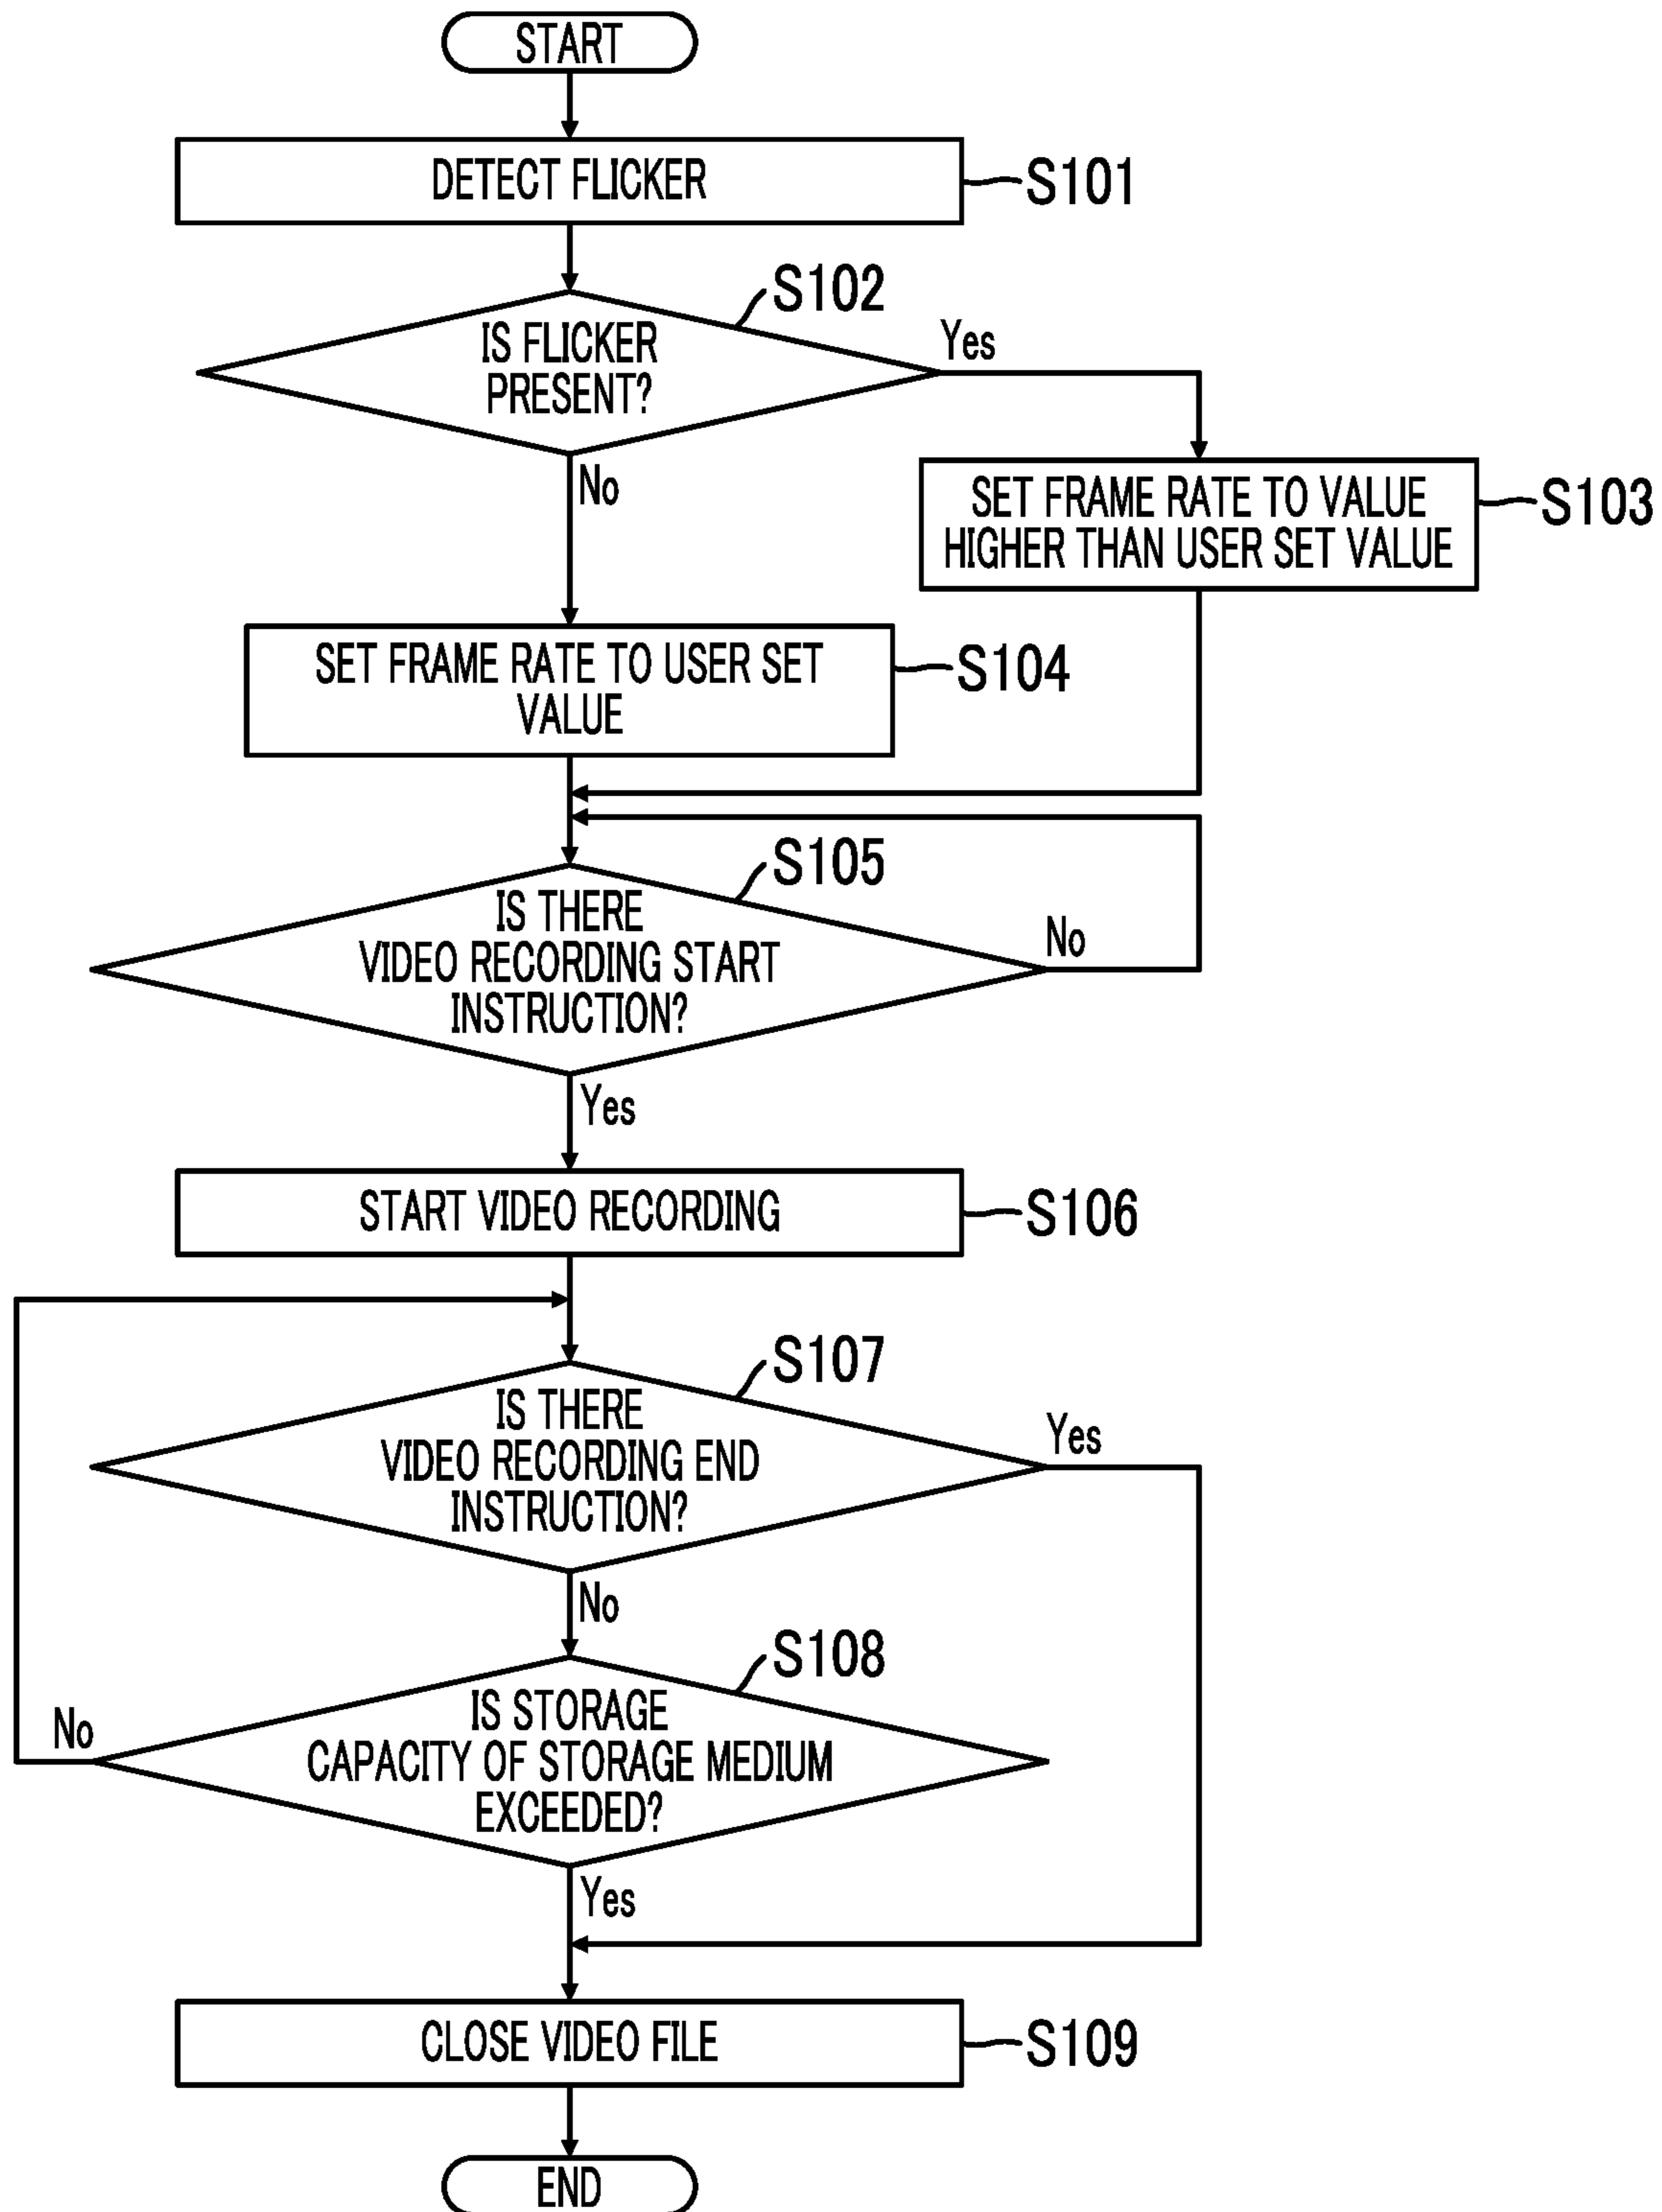 START
DETECT FLICKER
S101
S102
IS FLICKER
PRESENT?
Yes
No
SET FRAME RATE TO VALUE
HIGHER THAN USER SET VALUE
S103
SET FRAME RATE TO USER SET
VALUE
S104
S105
IS THERE
VIDEO RECORDING START
INSTRUCTION?
No
Yes
START VIDEO RECORDING
S106
S107
IS THERE
VIDEO RECORDING END
INSTRUCTION?
Yes
No
S108
IS STORAGE
CAPACITY OF STORAGE MEDIUM
EXCEEDED?
No
Yes
CLOSE VIDEO FILE
S109
END